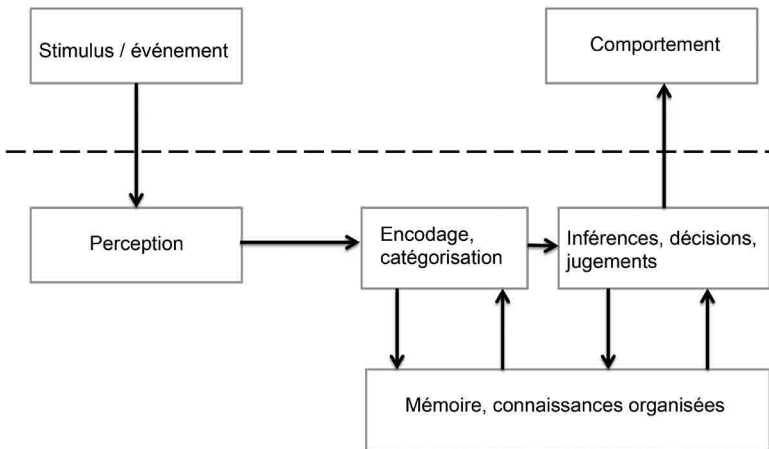 Stimulus / événement
Comportement
Perception
Encodage,
catégorisation
Inférences, décisions,
jugements
Mémoire, connaissances organisées